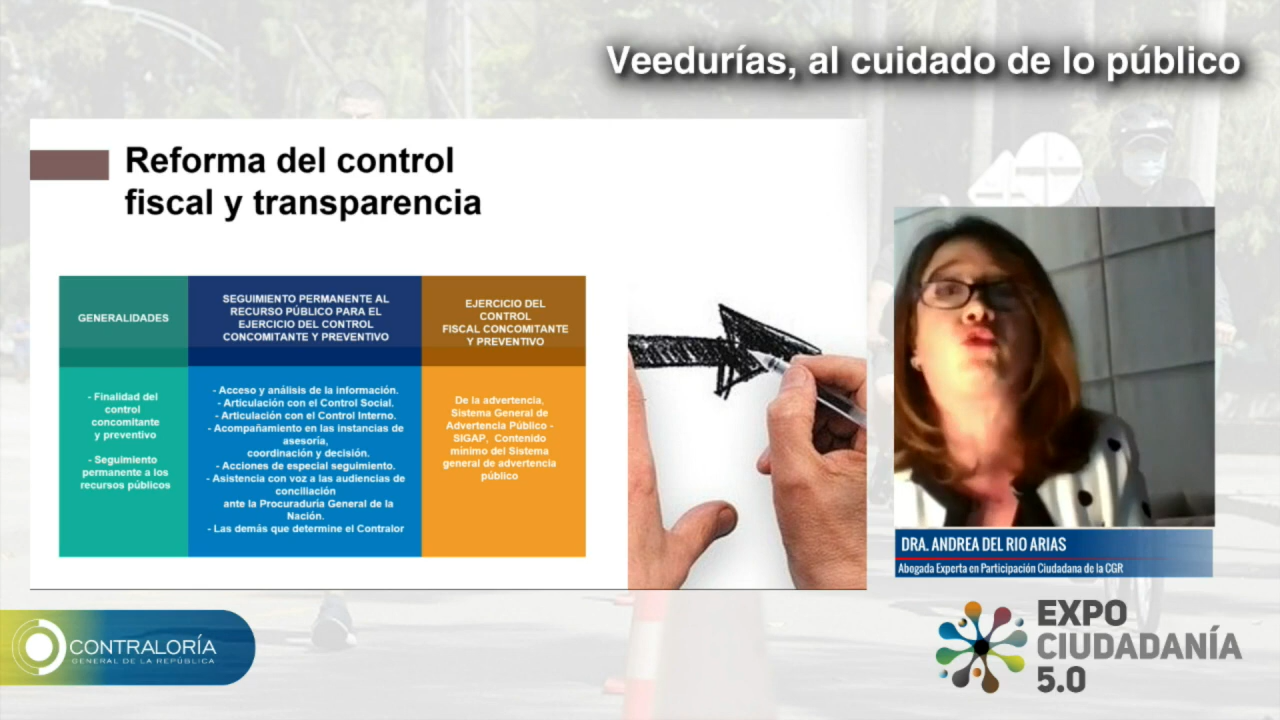 Veedurías, al cuidado de lo público
Reforma del control
fiscal y transparencia
GENERALIDADES
SEGUIMIENTO PERMANENTE AL
RECURSO PÚBLICO PARA EL
EJERCICIO DEL CONTROL
CONCOMITANTE Y PREVENTIVO
EJERCICIO DEL
CONTROL
FISCAL CONCOMITANTE
Y PREVENTIVO
- Finalidad del
control
concomitante
y preventivo
- Seguimiento
permanente a los
recursos públicos
- Acceso y análisis de la información.
- Articulación con el Control Social.
- Articulación con el Control Interno.
- Acompañamiento en las instancias de
asesoría,
coordinación y decisión.
- Acciones de especial seguimiento.
- Asistencia con voz a las audiencias de
conciliación
ante la Procuraduría General de la
Nación.
- Las demás que determine el Contralor
De la advertencia,
Sistema General de
Advertencia Público -
SIGAP, Contenido
mínimo del Sistema
general de advertencia
público
DRA. ANDREA DEL RIO ARIAS
Abogada Experta en Participación Ciudadana de la CGR
CONTRALORÍA
GENERAL DE LA REPÚBLICA
EXPO
CIUDADANÍA
5.0